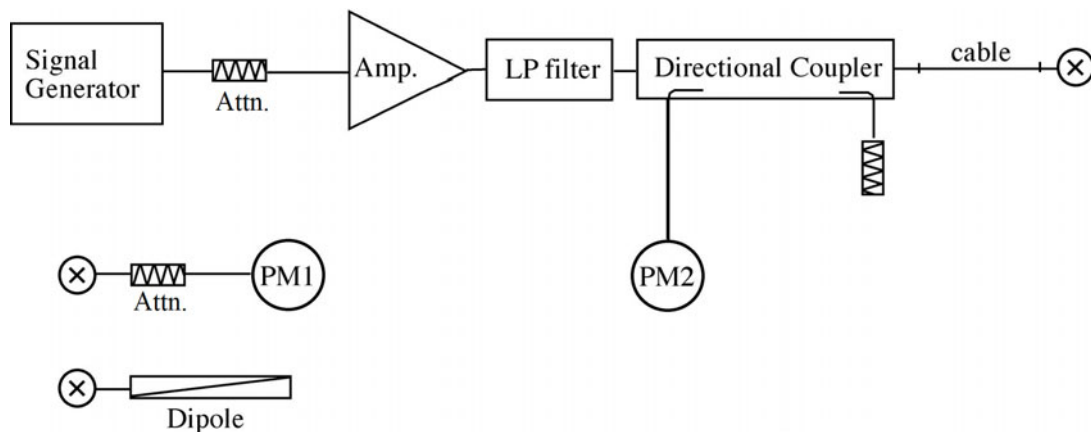 Signal
Generator
Attn.
Amp.
LP filter
Directional Coupler
cable
PM1
Attn.
PM2
Dipole